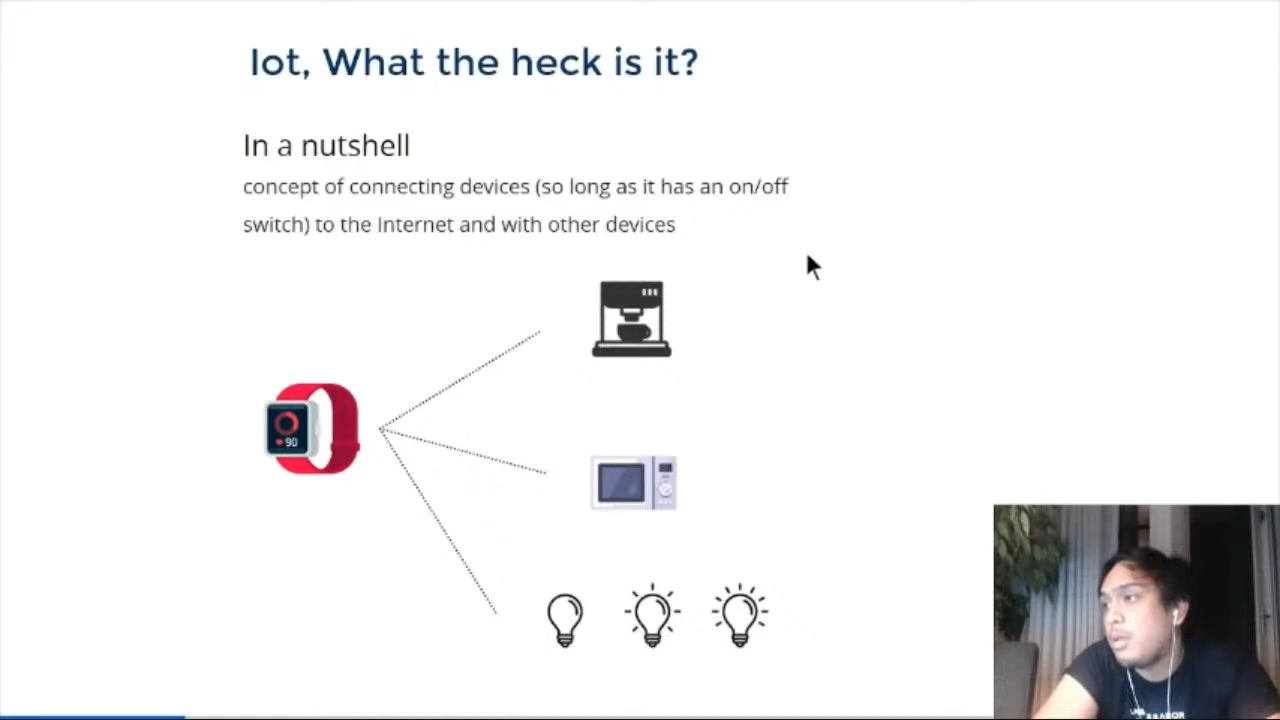 Iot, What the heck is it?
In a nutshell
concept of connecting devices (so long as it has an on/off
switch) to the Internet and with other devices
90